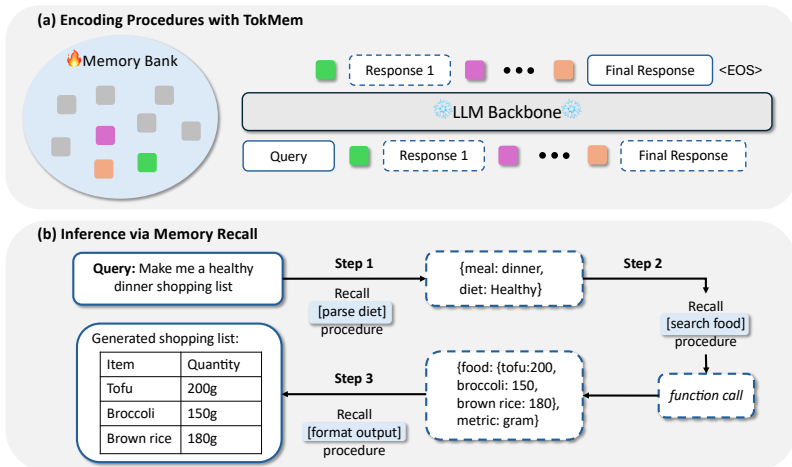 (a) Encoding Procedures with TokMem
Memory Bank
Response 1
Final Response
<EOS>
LLM Backbone
Query
Response 1
Final Response
(b) Inference via Memory Recall
Query: Make me a healthy
dinner shopping list
Step 1
Recall
[parse diet]
procedure
{meal: dinner,
diet: Healthy}
Step 2
Recall
[search food]
procedure
function call
{food: {tofu:200,
broccoli: 150,
brown rice: 180},
metric: gram}
Step 3
Recall
[format output]
procedure
Generated shopping list:
Item Quantity
Tofu 200g
Broccoli 150g
Brown rice 180g